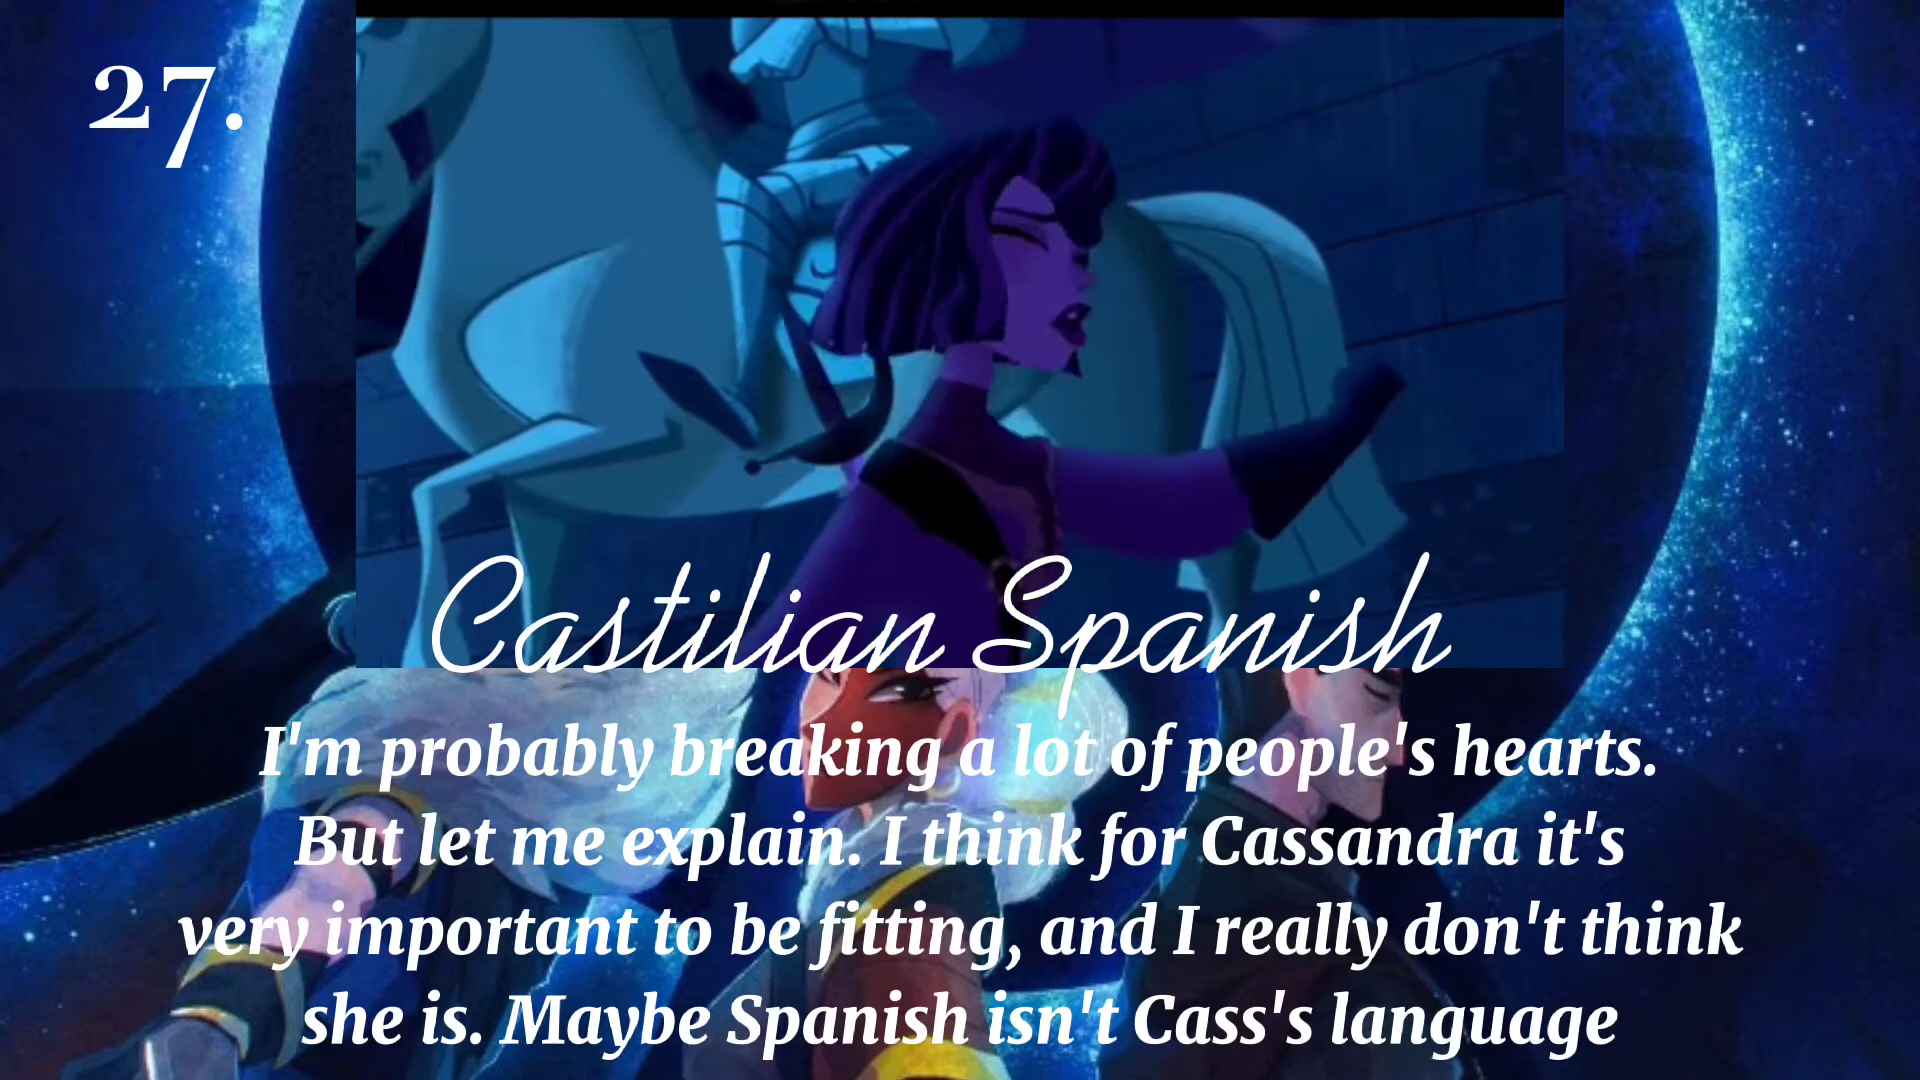 27.
Castilian Spanish
I'm probably breaking a lot of people's hearts.
But let me explain. I think for Cassandra it's
very important to be fitting, and I really don't think
she is. Maybe Spanish isn't Cass's language